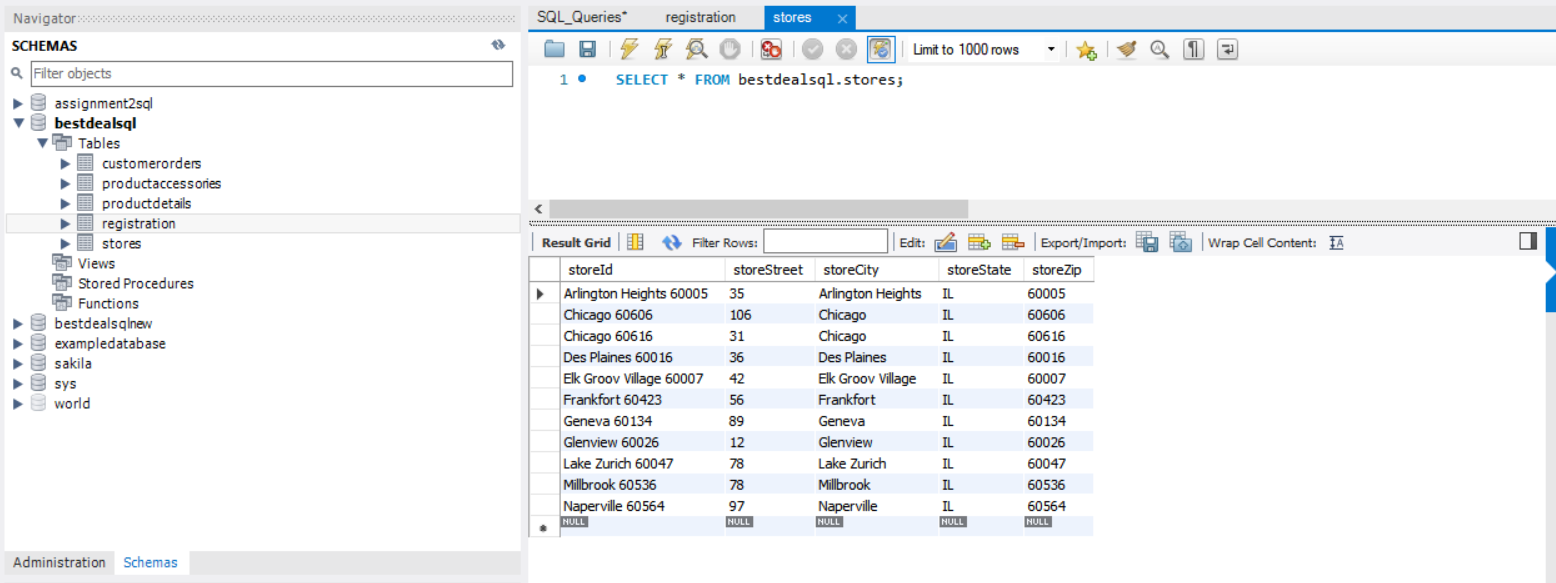 Navigator
SCHEMAS
Filter objects
assignment2sql
bestdealsql
Tables
customerorders
productaccessories
productdetails
registration
stores
Views
Stored Procedures
Functions
bestdealsqlnew
exampledatabase
sakila
sys
world
Administration Schemas
SQL_Queries* registration stores
Limit to 1000 rows
1 SELECT * FROM bestdealsql.stores;
Result Grid Filter Rows: Edit: Export/Import: Wrap Cell Content: IA
storeId storeStreet storeCity storeState storeZip
Arlington Heights 60005 35 Arlington Heights IL 60005
Chicago 60606 106 Chicago IL 60606
Chicago 60616 31 Chicago IL 60616
Des Plaines 60016 36 Des Plaines IL 60016
Elk Groov Village 60007 42 Elk Groov Village IL 60007
Frankfort 60423 56 Frankfort IL 60423
Geneva 60134 89 Geneva IL 60134
Glenview 60026 12 Glenview IL 60026
Lake Zurich 60047 78 Lake Zurich IL 60047
Millbrook 60536 78 Millbrook IL 60536
Naperville 60564 97 Naperville IL 60564
NULL NULL NULL NULL NULL